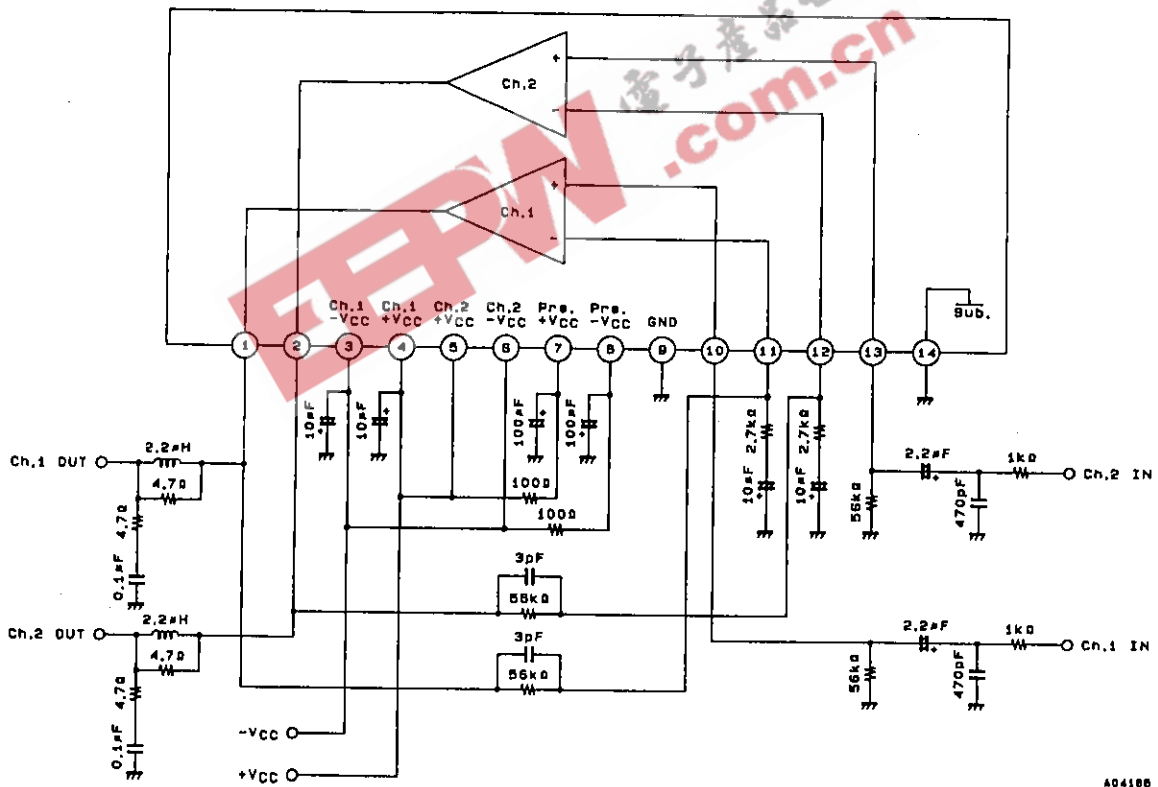 電子產品
.com.cn
EEPW
+
Ch.2
-
+
Ch.1
-
Ch.1 -VCC
Ch.1 +VCC
Ch.2 +VCC
Ch.2 -VCC
Pre. +VCC
Pre. -VCC
GND
Sub.
1 2 3 4 5 6 7 8 9 10 11 12 13 14
10μF
10μF
100μF
100μF
2.7kΩ
2.7kΩ
10μF
10μF
Ch.1 OUT
2.2μH
4.7Ω
4.7Ω
0.1μF
100Ω
100Ω
2.2μF
1kΩ
Ch.2 IN
56kΩ
470pF
3pF
56kΩ
Ch.2 OUT
2.2μH
4.7Ω
4.7Ω
0.1μF
3pF
56kΩ
2.2μF
1kΩ
Ch.1 IN
56kΩ
470pF
-VCC
+VCC